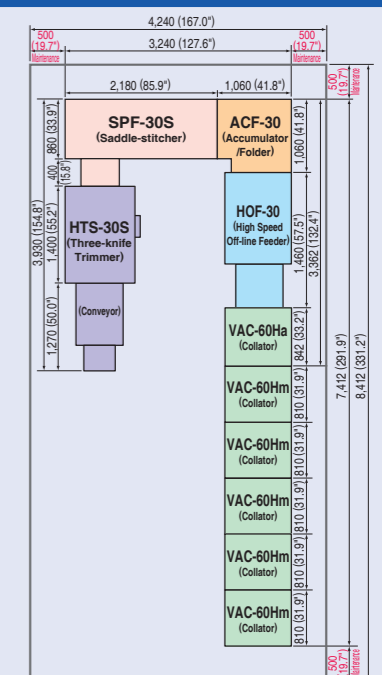 4,240 (167.0")
500
(19.7")
Maintenance
3,240 (127.6")
500
(19.7")
Maintenance
2,180 (85.9")
1,060 (41.8")
500
(19.7")
Maintenance
SPF-30S
(Saddle-stitcher)
ACF-30
(Accumulator
/Folder)
860 (33.9")
1,060 (41.8")
400
(15.8")
3,930 (154.8")
1,400 (55.2")
HTS-30S
(Three-knife
Trimmer)
HOF-30
(High Speed
Off-line Feeder)
1,460 (57.5")
3,362 (132.4")
1,270 (50.0")
(Conveyor)
VAC-60Ha
(Collator)
842 (33.2")
7,412 (291.9")
8,412 (331.2")
VAC-60Hm
(Collator)
810 (31.9")
VAC-60Hm
(Collator)
810 (31.9")
VAC-60Hm
(Collator)
810 (31.9")
VAC-60Hm
(Collator)
810 (31.9")
VAC-60Hm
(Collator)
810 (31.9")
500
(19.7")
Maintenance